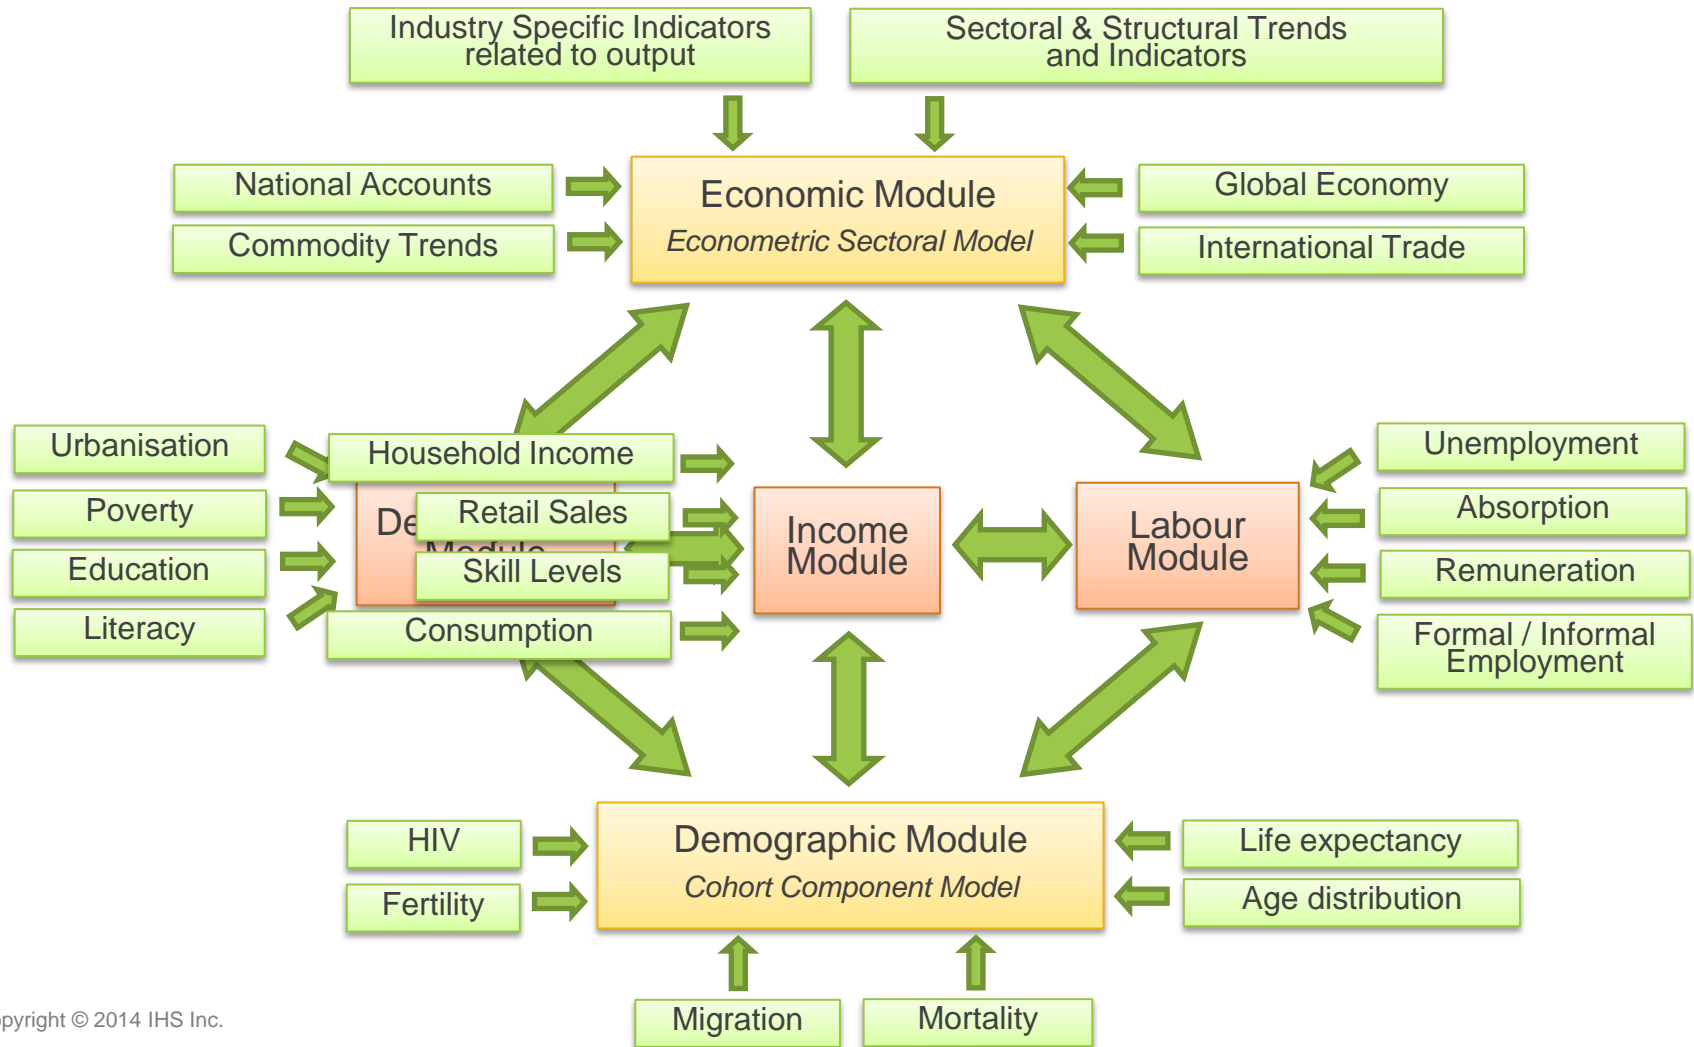 Industry Specific Indicators
related to output
Sectoral & Structural Trends
and Indicators
National Accounts
Commodity Trends
Economic Module
Econometric Sectoral Model
Global Economy
International Trade
Urbanisation
Poverty
Education
Literacy
Household Income
Retail Sales
Skill Levels
Consumption
De
Module
Income
Module
Labour
Module
Unemployment
Absorption
Remuneration
Formal / Informal
Employment
HIV
Fertility
Demographic Module
Cohort Component Model
Life expectancy
Age distribution
Migration
Mortality
opyright © 2014 IHS Inc.